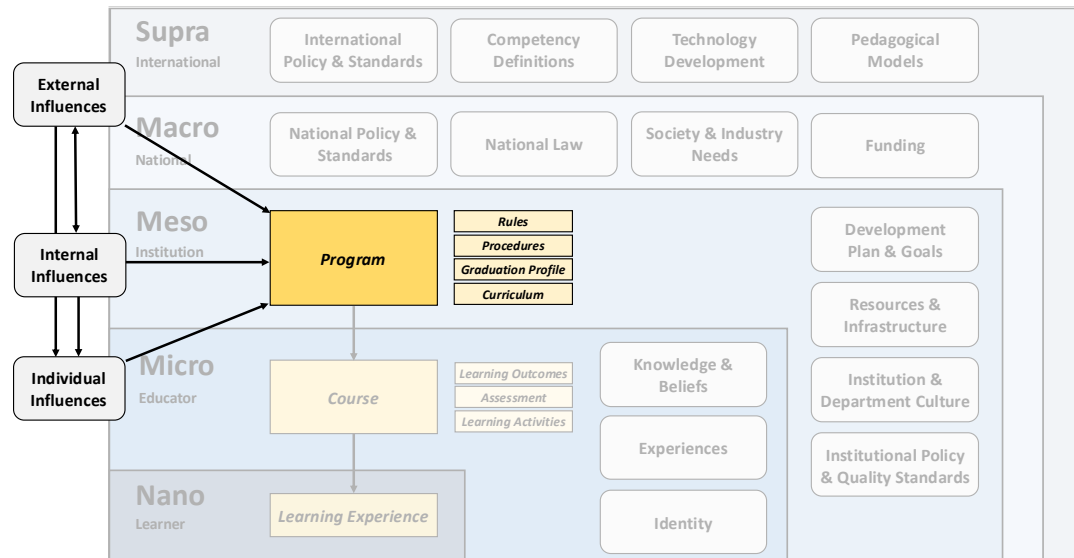 Supra
International
International
Policy & Standards
Competency
Definitions
Technology
Development
Pedagogical
Models
External
Influences
Macro
National
National Policy &
Standards
National Law
Society & Industry
Needs
Funding
Meso
Institution
Internal
Influences
Program
Rules
Procedures
Graduation Profile
Curriculum
Development
Plan & Goals
Resources &
Infrastructure
Institution &
Department Culture
Institutional Policy
& Quality Standards
Individual
Influences
Micro
Educator
Course
Learning Outcomes
Assessment
Learning Activities
Knowledge &
Beliefs
Experiences
Identity
Nano
Learner
Learning Experience